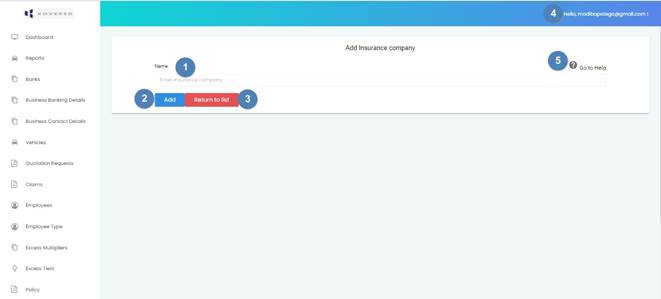 KOVERED
4
Hello, modibapotego@gmail.com !
Dashboard
Reports
Banks
Business Banking Details
Business Contact Details
Vehicles
Quotation Requests
Claims
Employees
Employee Type
Excess Multipliers
Excess Tiers
Policy
Add Insurance company
5
Go to Help
Name
1
Enter insurance company
2
Add
Return to list
3